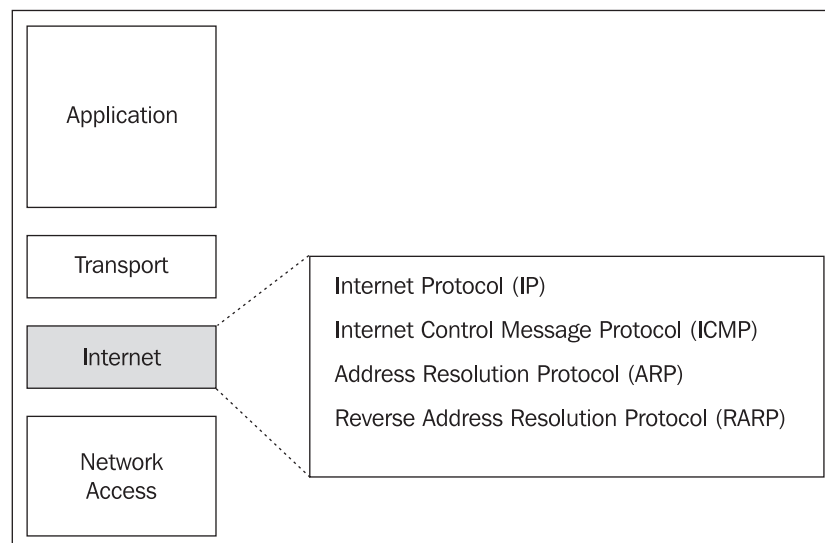 Application
Transport
Internet
Network
Access
Internet Protocol (IP)
Internet Control Message Protocol (ICMP)
Address Resolution Protocol (ARP)
Reverse Address Resolution Protocol (RARP)